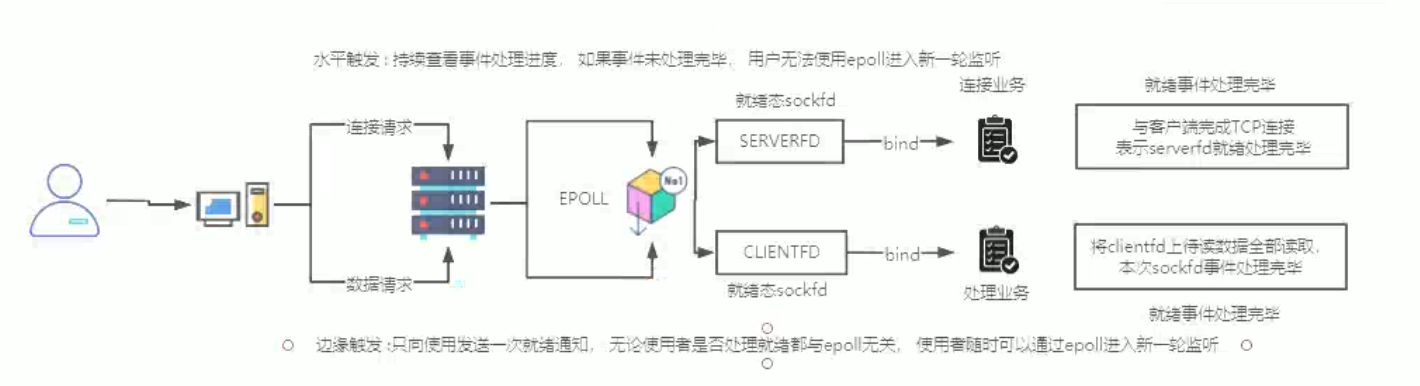 水平触发 : 持续查看事件处理进度， 如果事件未处理完毕， 用户无法使用epoll进入新一轮监听
连接业务
就绪事件处理完毕
就绪态sockfd
连接请求
SERVERFD
bind
与客户端完成TCP连接
表示serverfd就绪处理完毕
No1
EPOLL
CLIENTFD
bind
将clientfd上待读数据全部读取，
本次sockfd事件处理完毕
数据请求
就绪态sockfd
处理业务
就绪事件处理完毕
边缘触发 :只向使用发送一次就绪通知， 无论使用者是否处理就绪都与epoll无关， 使用者随时可以通过epoll进入新一轮监听